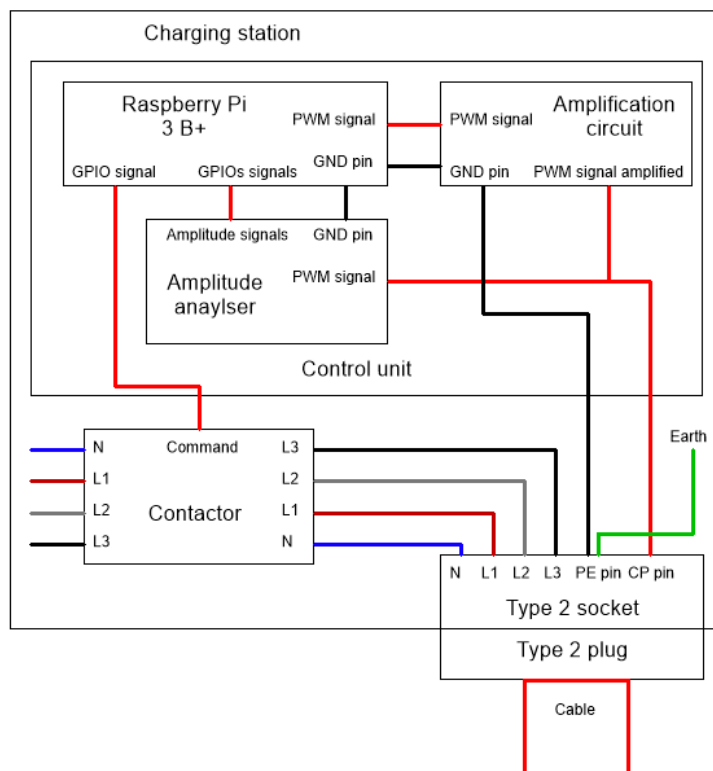 Charging station
Raspberry Pi
3 B+
PWM signal
GND pin
GPIO signal
GPIOs signals
PWM signal
Amplification
circuit
GND pin
PWM signal amplified
Amplitude signals
GND pin
PWM signal
Amplitude
anaylser
Control unit
N
L1
L2
L3
Command
Contactor
L3
L2
L1
N
Earth
N
L1
L2
L3
PE pin
CP pin
Type 2 socket
Type 2 plug
Cable